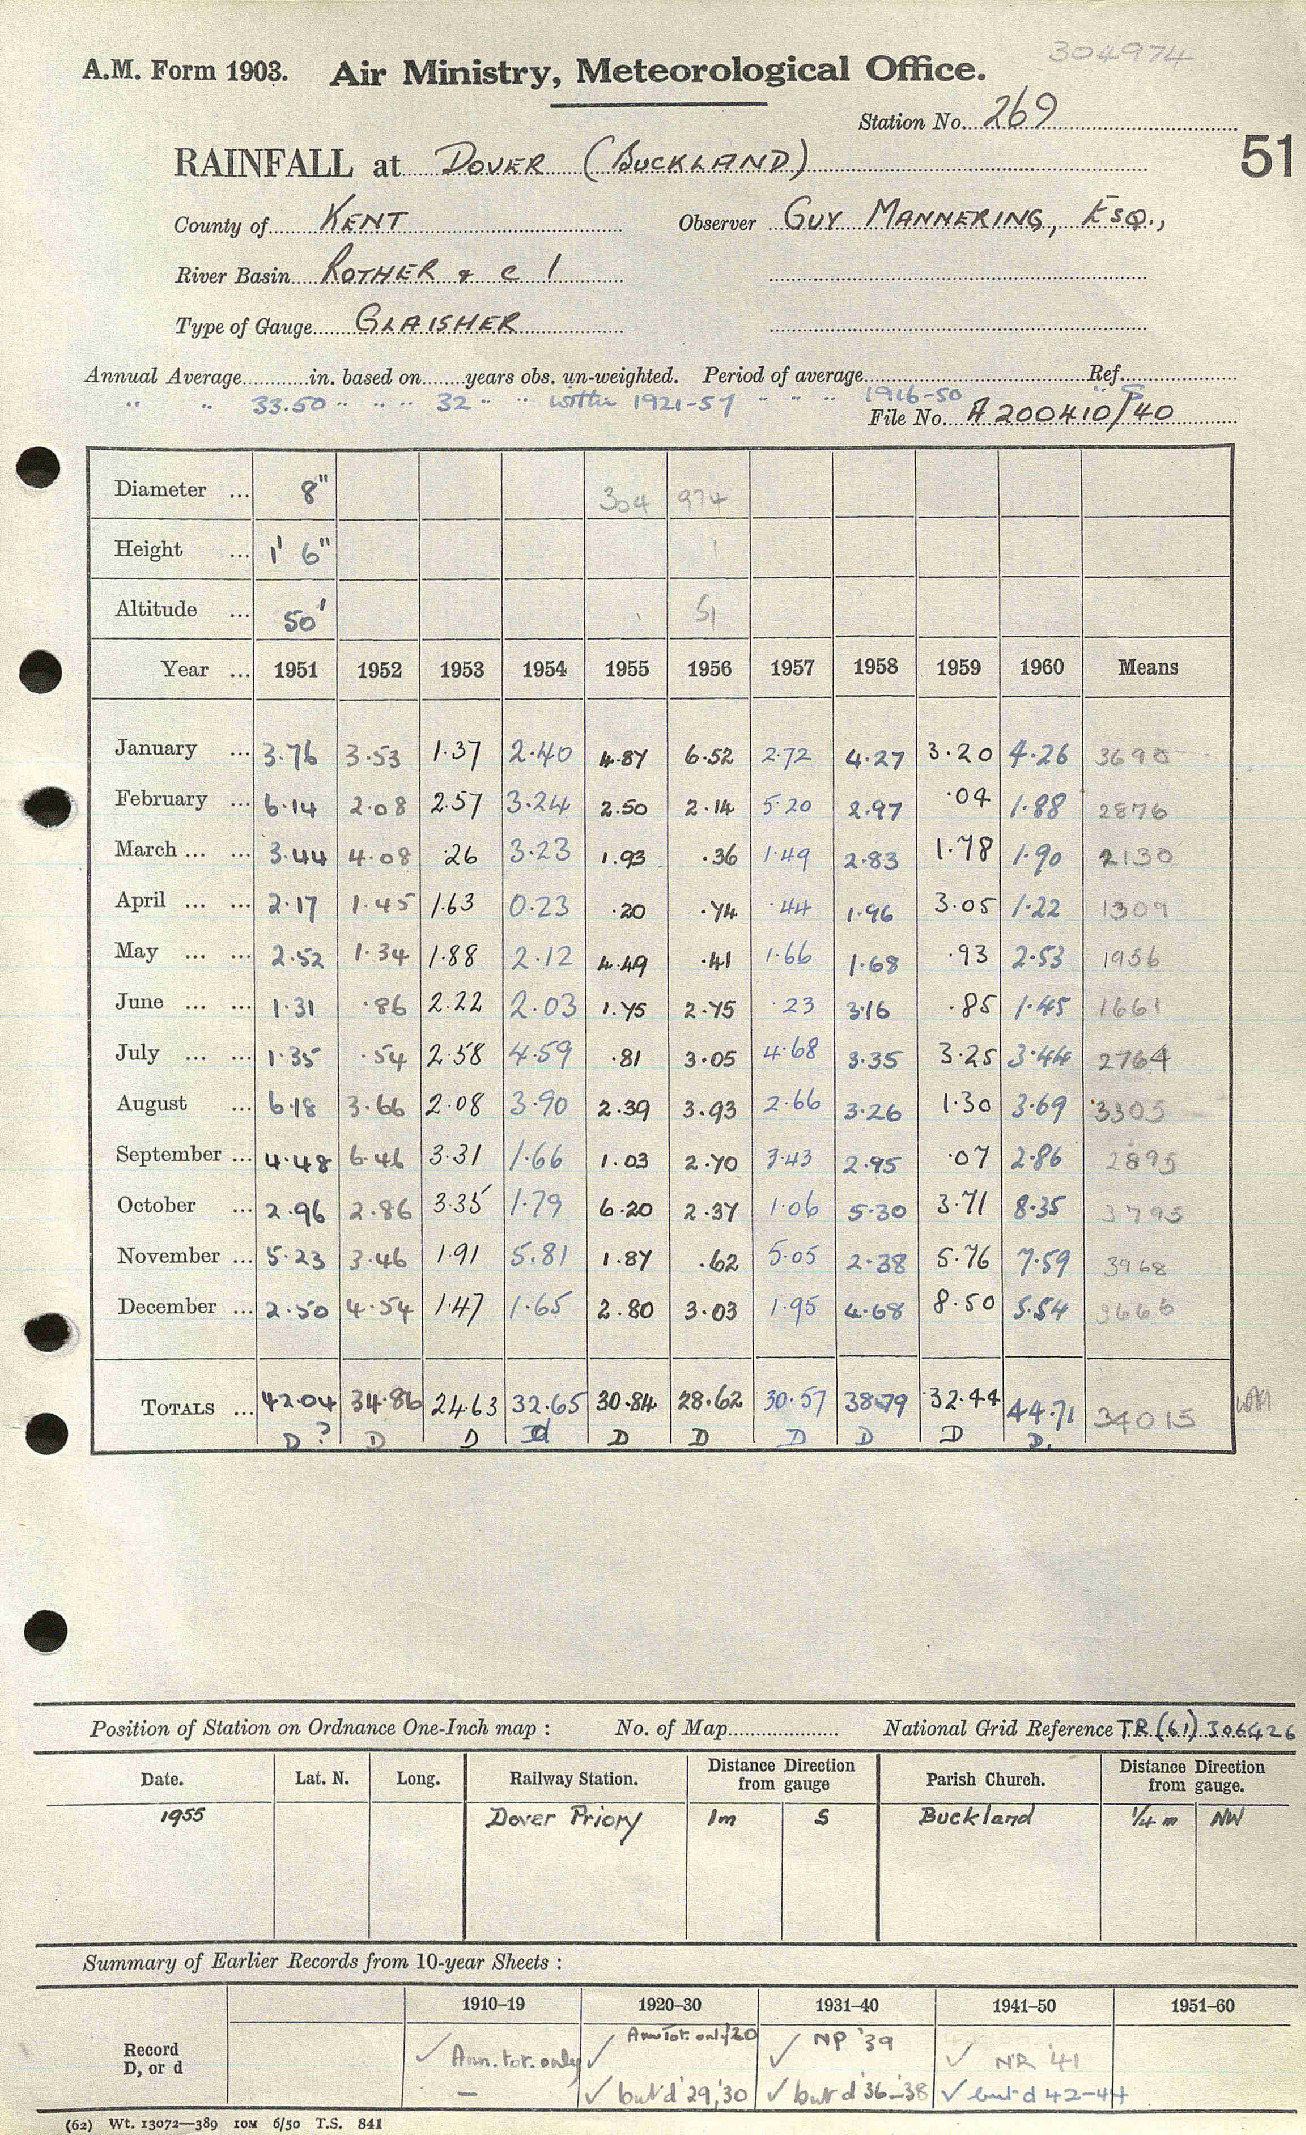 304974
A.M. Form 1903. Air Ministry, Meteorological Office.
Station No. 269
51
RAINFALL at DOVER (BUCKLAND)
County of KENT Observer GUY MANNERING, ESQ.,
River Basin ROTHER & C 1
Type of Gauge GLAISHER
Annual Average in. based on years obs. un-weighted. Period of average Ref.
" " 33.50 " " " 32 " " 1921-51 " " " 1916-50 " S
File No. A 200410/40
Diameter ... 8" 304 974
Height ... 1' 6" 1
Altitude ... 50' 51
Year ... 1951 1952 1953 1954 1955 1956 1957 1958 1959 1960 Means
January ... 3.76 3.53 1.37 2.40 4.87 6.52 2.72 4.27 3.20 4.26 3690
February ... 6.14 2.08 2.57 3.24 2.50 2.14 5.20 2.97 .04 1.88 2876
March ... ... 3.44 4.08 .26 3.23 1.93 .36 1.49 2.83 1.78 1.90 2130
April ... ... 2.17 1.45 1.63 0.23 .20 .74 .44 1.96 3.05 1.22 1309
May ... ... 2.52 1.34 1.88 2.12 4.49 .41 1.66 1.68 .93 2.53 1956
June ... ... 1.31 .86 2.22 2.03 1.75 2.75 .23 3.16 .85 1.45 1661
July ... ... 1.35 .54 2.58 4.59 .81 3.05 4.68 3.35 3.25 3.44 2764
August ... 6.18 3.66 2.08 3.90 2.39 3.93 2.66 3.26 1.30 3.69 3305
September ... 4.48 6.46 3.31 1.66 1.03 2.70 3.43 2.95 .07 2.86 2895
October ... 2.96 2.86 3.35 1.79 6.20 2.37 1.06 5.30 3.71 8.35 3795
November ... 5.23 3.46 1.91 5.81 1.87 .62 5.05 2.38 5.76 7.59 3968
December ... 2.50 4.54 1.47 1.65 2.80 3.03 1.95 4.68 8.50 5.54 3666
TOTALS ... 42.04 34.86 24.63 32.65 30.84 28.62 30.57 38.79 32.44 44.71 34015
D ? D D d D D D D D D.
Position of Station on Ordnance One-Inch map : No. of Map National Grid Reference TR (61) 306426
Date. Lat. N. Long. Railway Station. Distance Direction from gauge Parish Church. Distance Direction from gauge.
1955 Dover Priory 1m S Buckland 1/4 m NW
Summary of Earlier Records from 10-year Sheets :
1910–19 1920–30 1931–40 1941–50 1951–60
Record D, or d
✓ Ann. tot. only ✓ Ann Tot. only '20 ✓ NP '39 ✓ NR '41
— ✓ but d '29,'30 ✓ but d '36-'38 ✓ but d 42-44
(62) Wt. 13072—389 10M 6/50 T.S. 841